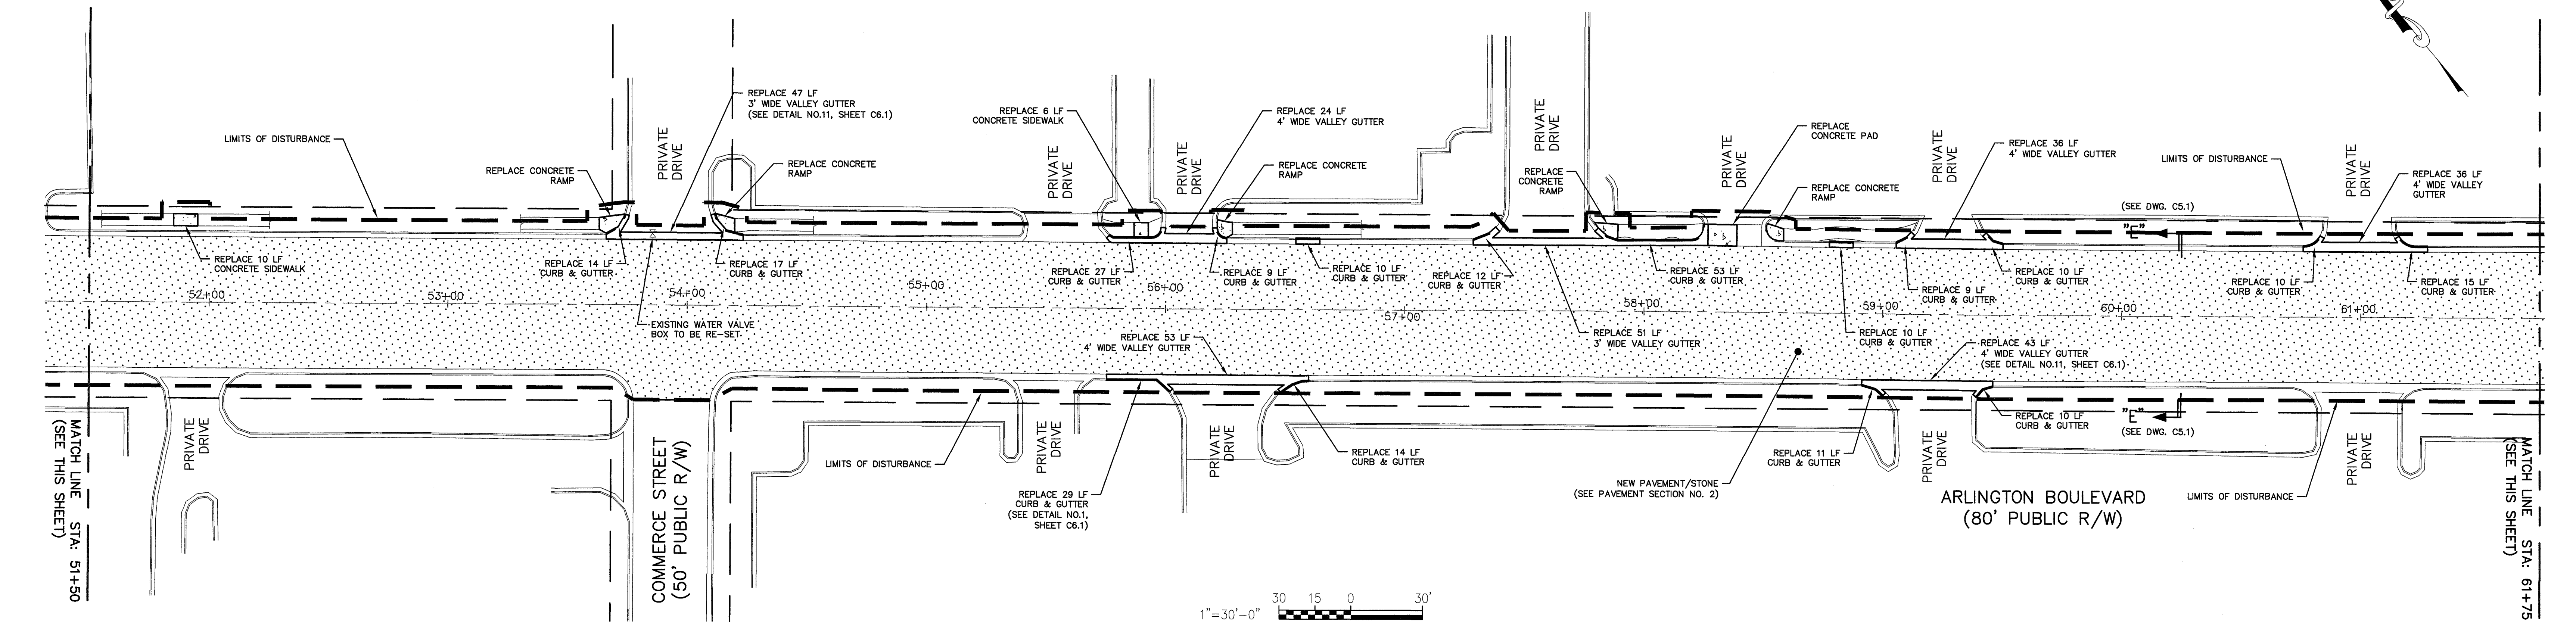 LIMITS OF DISTURBANCE
REPLACE CONCRETE
RAMP
PRIVATE
DRIVE
REPLACE 47 LF
3' WIDE VALLEY GUTTER
(SEE DETAIL NO.11, SHEET C6.1)
REPLACE CONCRETE
RAMP
PRIVATE
DRIVE
REPLACE 6 LF
CONCRETE SIDEWALK
PRIVATE
DRIVE
REPLACE 24 LF
4' WIDE VALLEY GUTTER
REPLACE CONCRETE
RAMP
PRIVATE
DRIVE
REPLACE
CONCRETE
RAMP
PRIVATE
DRIVE
REPLACE
CONCRETE PAD
REPLACE CONCRETE
RAMP
PRIVATE
DRIVE
REPLACE 36 LF
4' WIDE VALLEY GUTTER
LIMITS OF DISTURBANCE
(SEE DWG. C5.1)
"E"
PRIVATE
DRIVE
REPLACE 36 LF
4' WIDE VALLEY
GUTTER
REPLACE 10 LF
CONCRETE SIDEWALK
REPLACE 14 LF
CURB & GUTTER
REPLACE 17 LF
CURB & GUTTER
REPLACE 27 LF
CURB & GUTTER
REPLACE 9 LF
CURB & GUTTER
REPLACE 10 LF
CURB & GUTTER
REPLACE 12 LF
CURB & GUTTER
REPLACE 53 LF
CURB & GUTTER
REPLACE 9 LF
CURB & GUTTER
REPLACE 10 LF
CURB & GUTTER
REPLACE 10 LF
CURB & GUTTER
REPLACE 15 LF
CURB & GUTTER
52+00
53+00
54+00
55+00
56+00
57+00
58+00
59+00
60+00
61+00
EXISTING WATER VALVE
BOX TO BE RE-SET
REPLACE 53 LF
4' WIDE VALLEY GUTTER
REPLACE 51 LF
3' WIDE VALLEY GUTTER
REPLACE 10 LF
CURB & GUTTER
REPLACE 43 LF
4' WIDE VALLEY GUTTER
(SEE DETAIL NO.11, SHEET C6.1)
MATCH LINE STA: 51+50
(SEE THIS SHEET)
PRIVATE
DRIVE
COMMERCE STREET
(50' PUBLIC R/W)
LIMITS OF DISTURBANCE
PRIVATE
DRIVE
REPLACE 29 LF
CURB & GUTTER
(SEE DETAIL NO.1,
SHEET C6.1)
PRIVATE
DRIVE
REPLACE 14 LF
CURB & GUTTER
NEW PAVEMENT/STONE
(SEE PAVEMENT SECTION NO. 2)
REPLACE 11 LF
CURB & GUTTER
PRIVATE
DRIVE
REPLACE 10 LF
CURB & GUTTER
"E"
(SEE DWG. C5.1)
ARLINGTON BOULEVARD
(80' PUBLIC R/W)
LIMITS OF DISTURBANCE
PRIVATE
DRIVE
MATCH LINE STA: 61+75
(SEE THIS SHEET)
1"=30'-0"
30 15 0 30'